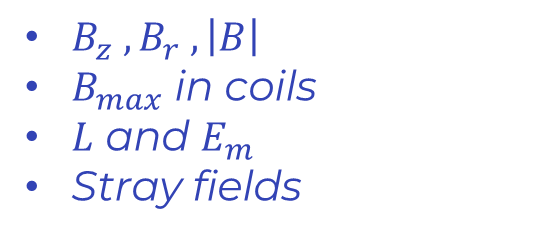 • B_z , B_r , |B|
• B_max in coils
• L and E_m
• Stray fields